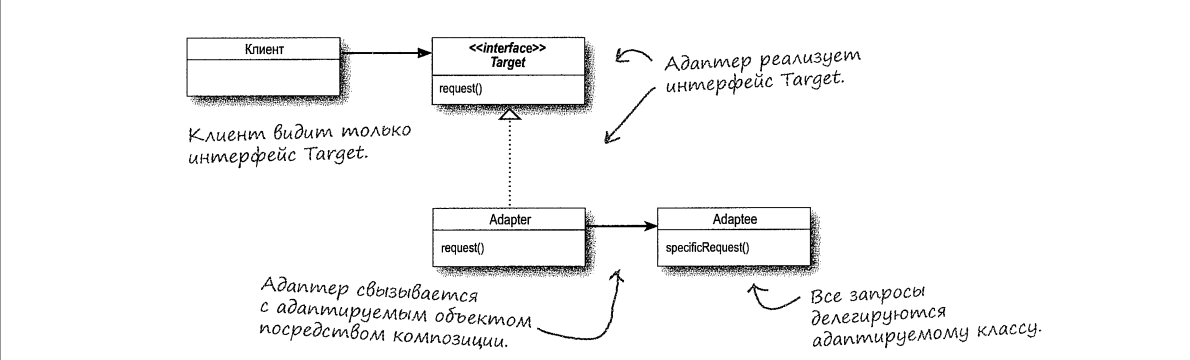 Клиент
<<interface>>
Target
request()
Адаптер реализует
интерфейс Target.
Клиент видит только
интерфейс Target.
Adapter
request()
Adaptee
specificRequest()
Адаптер свызывается
с адаптируемым объектом
посредством композиции.
Все запросы
делегируются
адаптируемому классу.